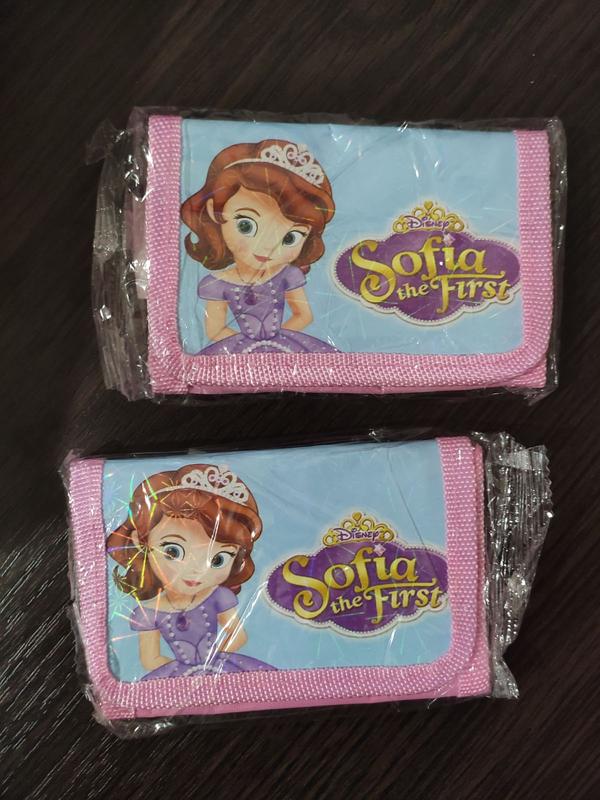 Disney
Sofia
the First
Disney
Sofia
the First